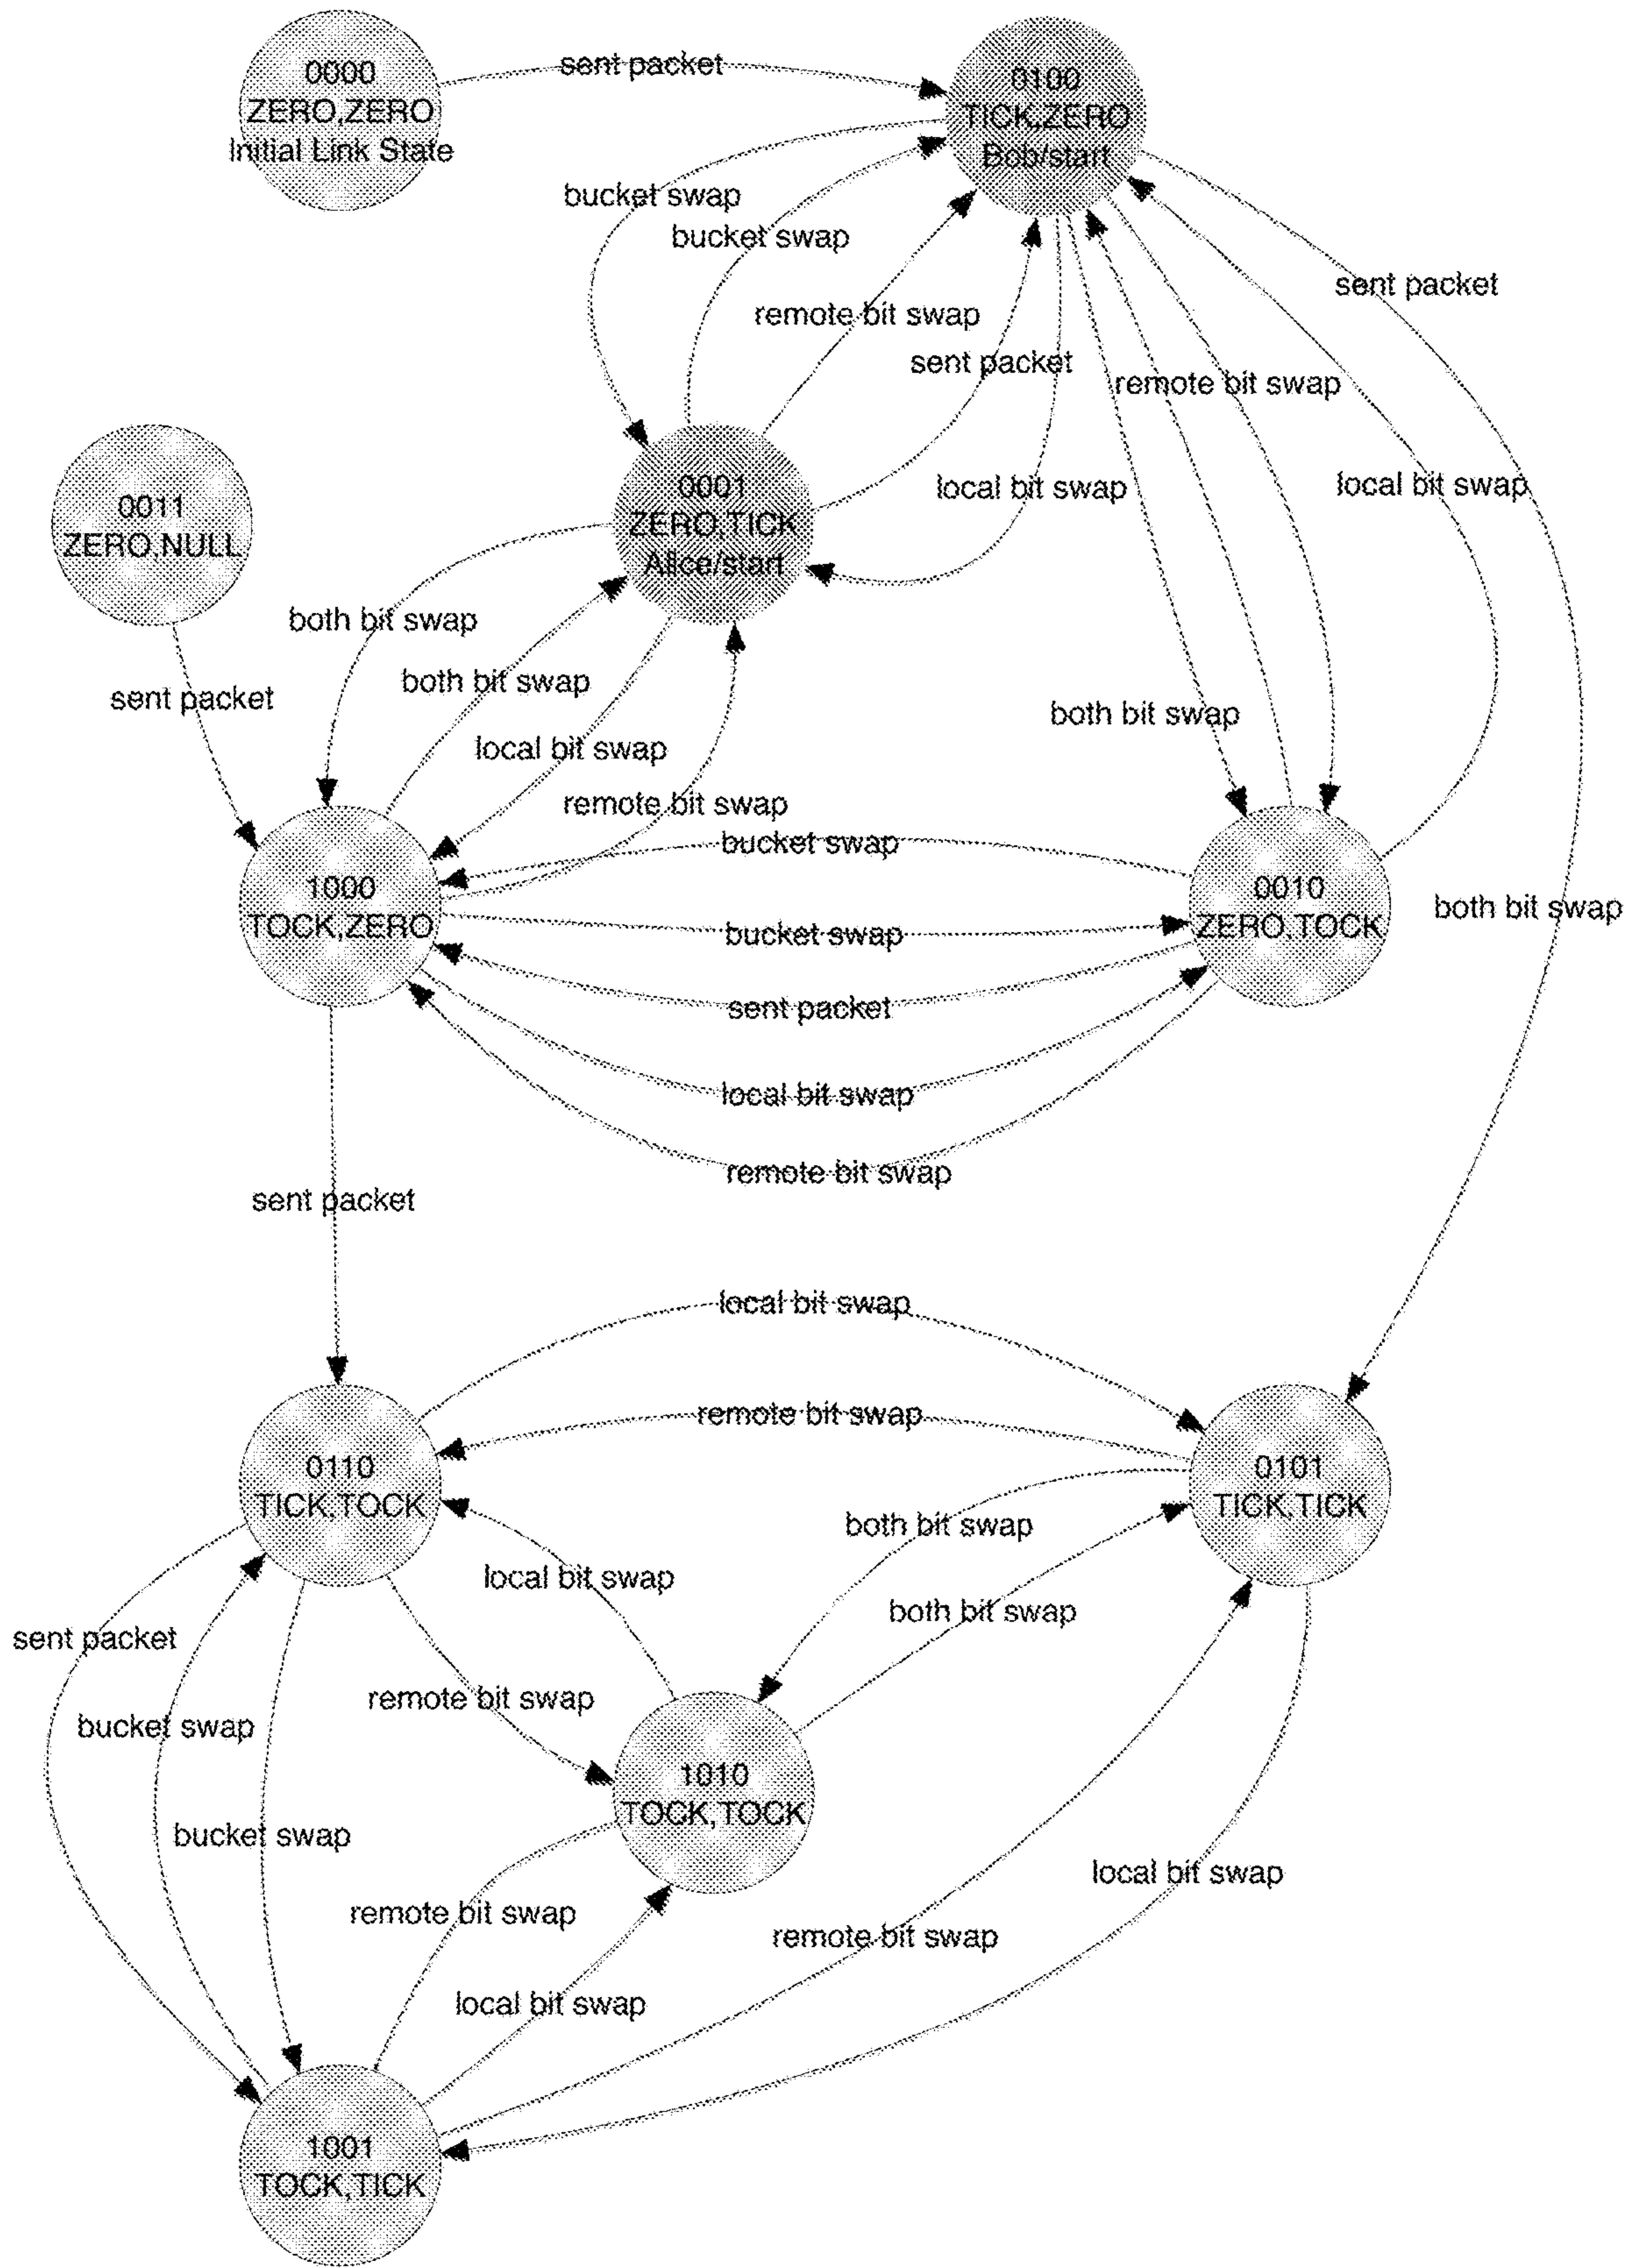 0000
ZERO,ZERO
Initial Link State
sent packet
0100
TICK,ZERO
Bob/start
bucket swap
bucket swap
sent packet
remote bit swap
sent packet
remote bit swap
0001
ZERO,TICK
Alice/start
local bit swap
local bit swap
0011
ZERO,NULL
both bit swap
both bit swap
sent packet
both bit swap
local bit swap
remote bit swap
bucket swap
1000
TOCK,ZERO
0010
ZERO,TOCK
both bit swap
bucket swap
sent packet
local bit swap
remote bit swap
sent packet
local bit swap
remote bit swap
0110
TICK,TOCK
0101
TICK,TICK
both bit swap
local bit swap
both bit swap
sent packet
remote bit swap
bucket swap
1010
TOCK,TOCK
bucket swap
local bit swap
remote bit swap
remote bit swap
local bit swap
1001
TOCK,TICK